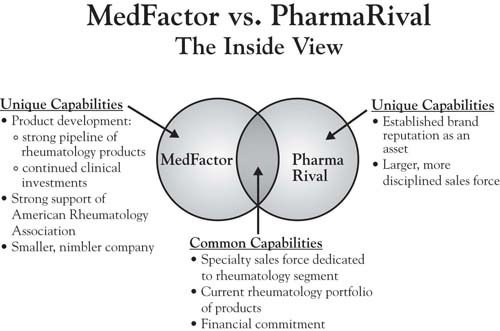 MedFactor vs. PharmaRival
The Inside View
Unique Capabilities
• Product development:
◦ strong pipeline of
rheumatology products
◦ continued clinical
investments
• Strong support of
American Rheumatology
Association
• Smaller, nimbler company
MedFactor
Pharma
Rival
Unique Capabilities
• Established brand
reputation as an
asset
• Larger, more
disciplined sales force
Common Capabilities
• Specialty sales force dedicated
to rheumatology segment
• Current rheumatology portfolio
of products
• Financial commitment